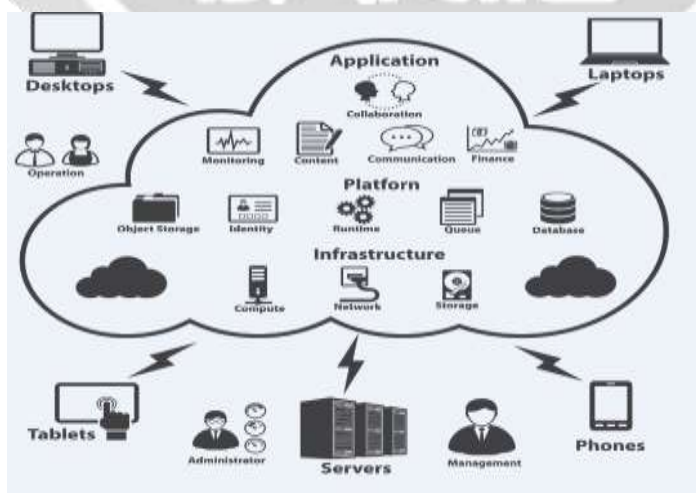 Application
Desktops
Laptops
Collaboration
Monitoring
Content
Communication
Finance
Operation
Platforn
Object Storage
Identity
Runtime
Queue
Database
Infrastructure
Compute
Network
Storage
Tablets
Administrator
Servers
Management
Phones